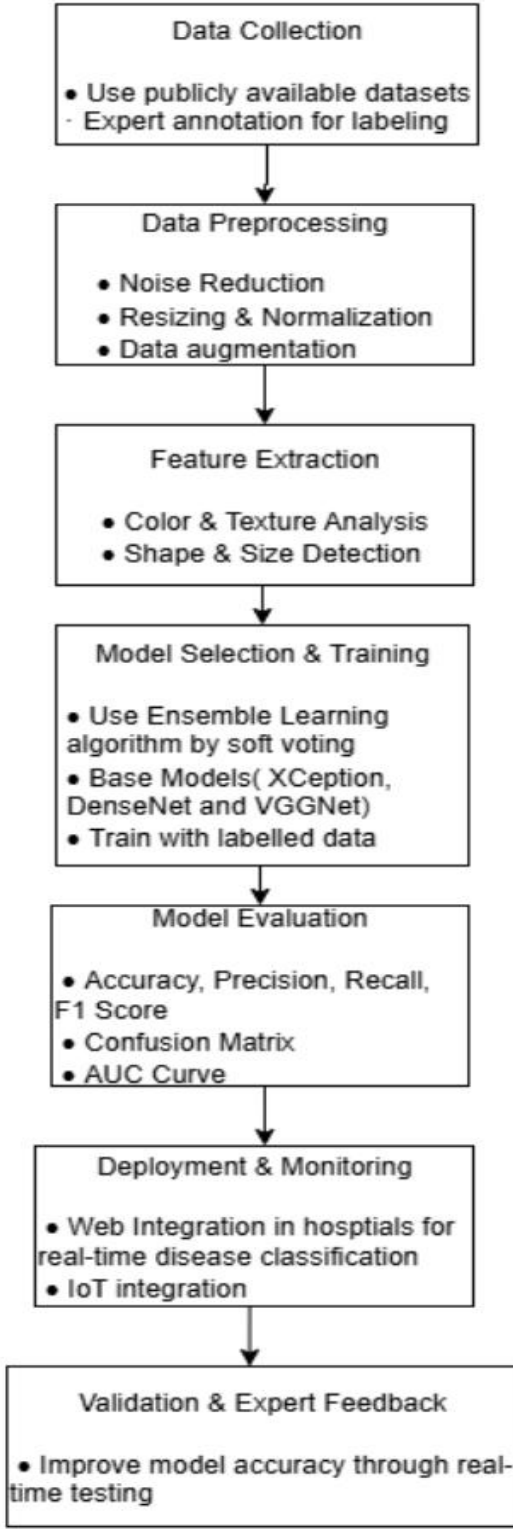 Data Collection
● Use publicly available datasets
· Expert annotation for labeling
Data Preprocessing
● Noise Reduction
● Resizing & Normalization
● Data augmentation
Feature Extraction
● Color & Texture Analysis
● Shape & Size Detection
Model Selection & Training
● Use Ensemble Learning
algorithm by soft voting
● Base Models( XCeption,
DenseNet and VGGNet)
● Train with labelled data
Model Evaluation
● Accuracy, Precision, Recall,
F1 Score
● Confusion Matrix
● AUC Curve
Deployment & Monitoring
● Web Integration in hosptials for
real-time disease classification
● IoT integration
Validation & Expert Feedback
● Improve model accuracy through real-
time testing